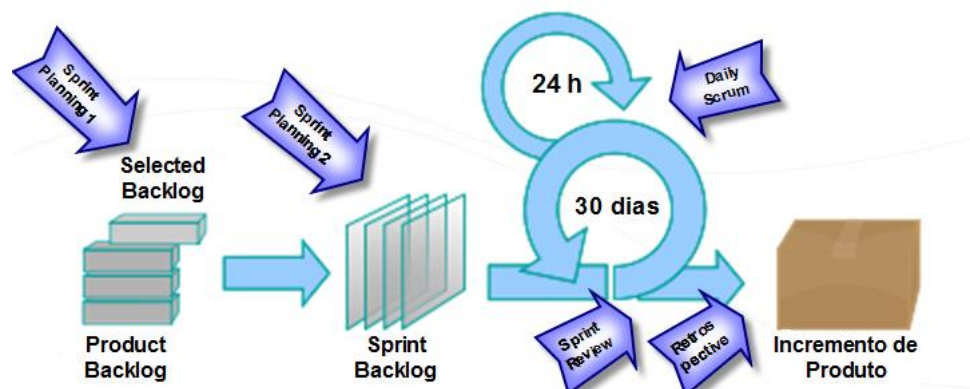 Sprint
Planning 1
Selected
Backlog
Product
Backlog
Sprint
Planning 2
Sprint
Backlog
24 h
Daily
Scrum
30 dias
Sprint
Review
Retros
pective
Incremento de
Produto